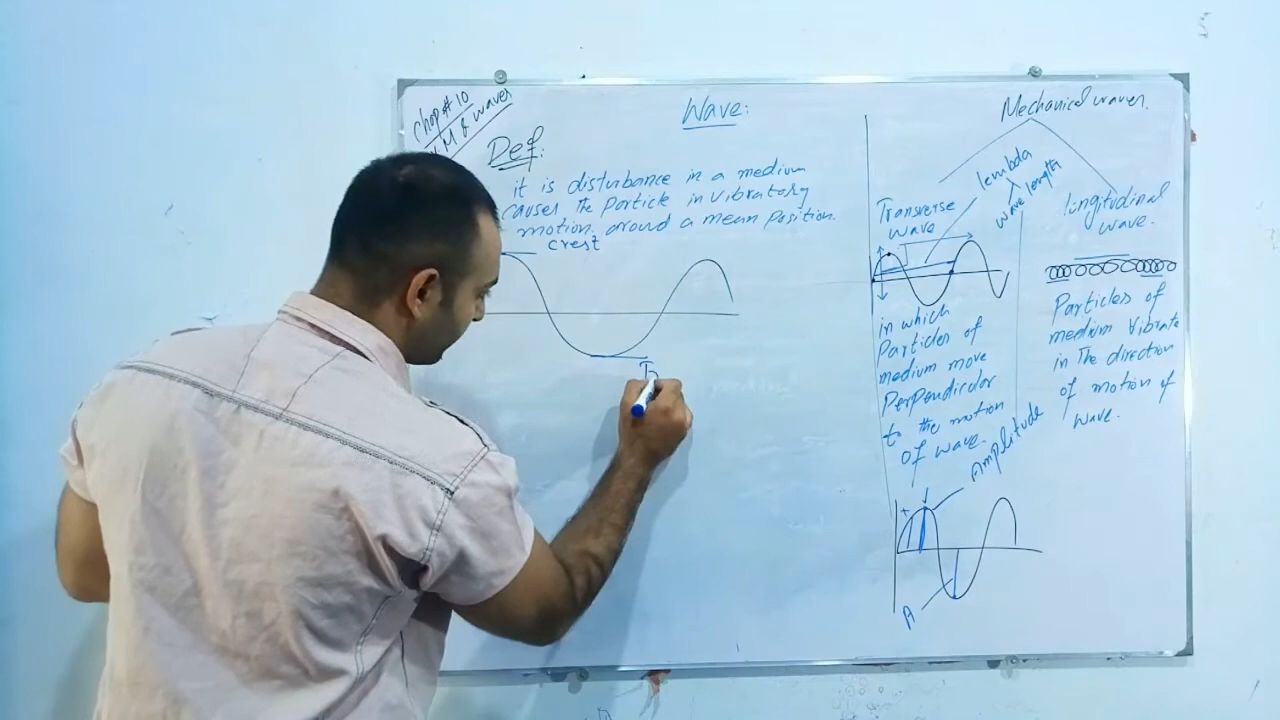 Chap# 10
M & waves
Wave:
Def:
it is disturbance in a medium
causes the particle in vibratory
motion. around a mean position.
crest
Mechanical waves.
lembda
wave length
Transverse
wave
longitudinal
wave.
in which
Particles of
medium move
Perpendicular
to the motion
of wave.
Particles of
medium vibrate
in the direction
of motion of
wave.
Amplitude
+
A